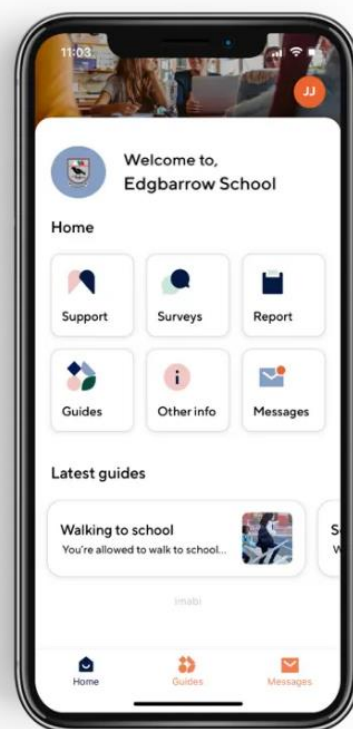 11:03
JJ
Welcome to,
Edgbarrow School
Home
Support
Surveys
Report
Guides
Other info
Messages
Latest guides
Walking to school
You're allowed to walk to school...
S
W
imabi
Home
Guides
Messages